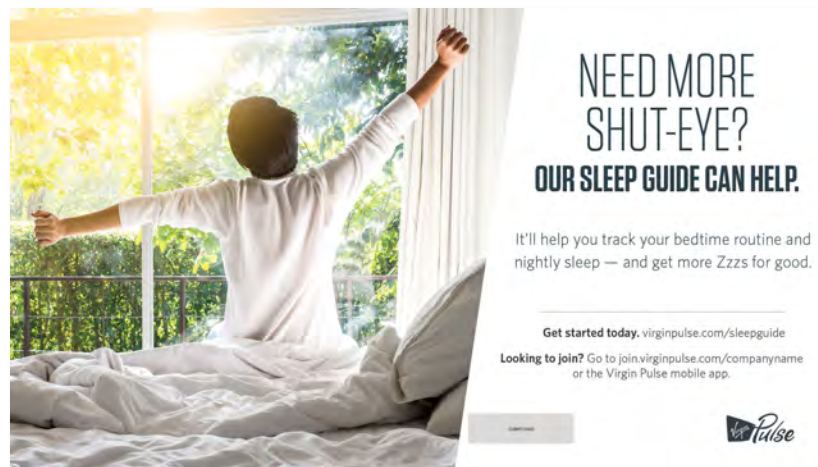 NEED MORE
SHUT-EYE?
OUR SLEEP GUIDE CAN HELP.
It'll help you track your bedtime routine and
nightly sleep — and get more Zzzs for good.
Get started today. virginpulse.com/sleepguide
Looking to join? Go to join.virginpulse.com/companyname
or the Virgin Pulse mobile app.
Virgin Pulse